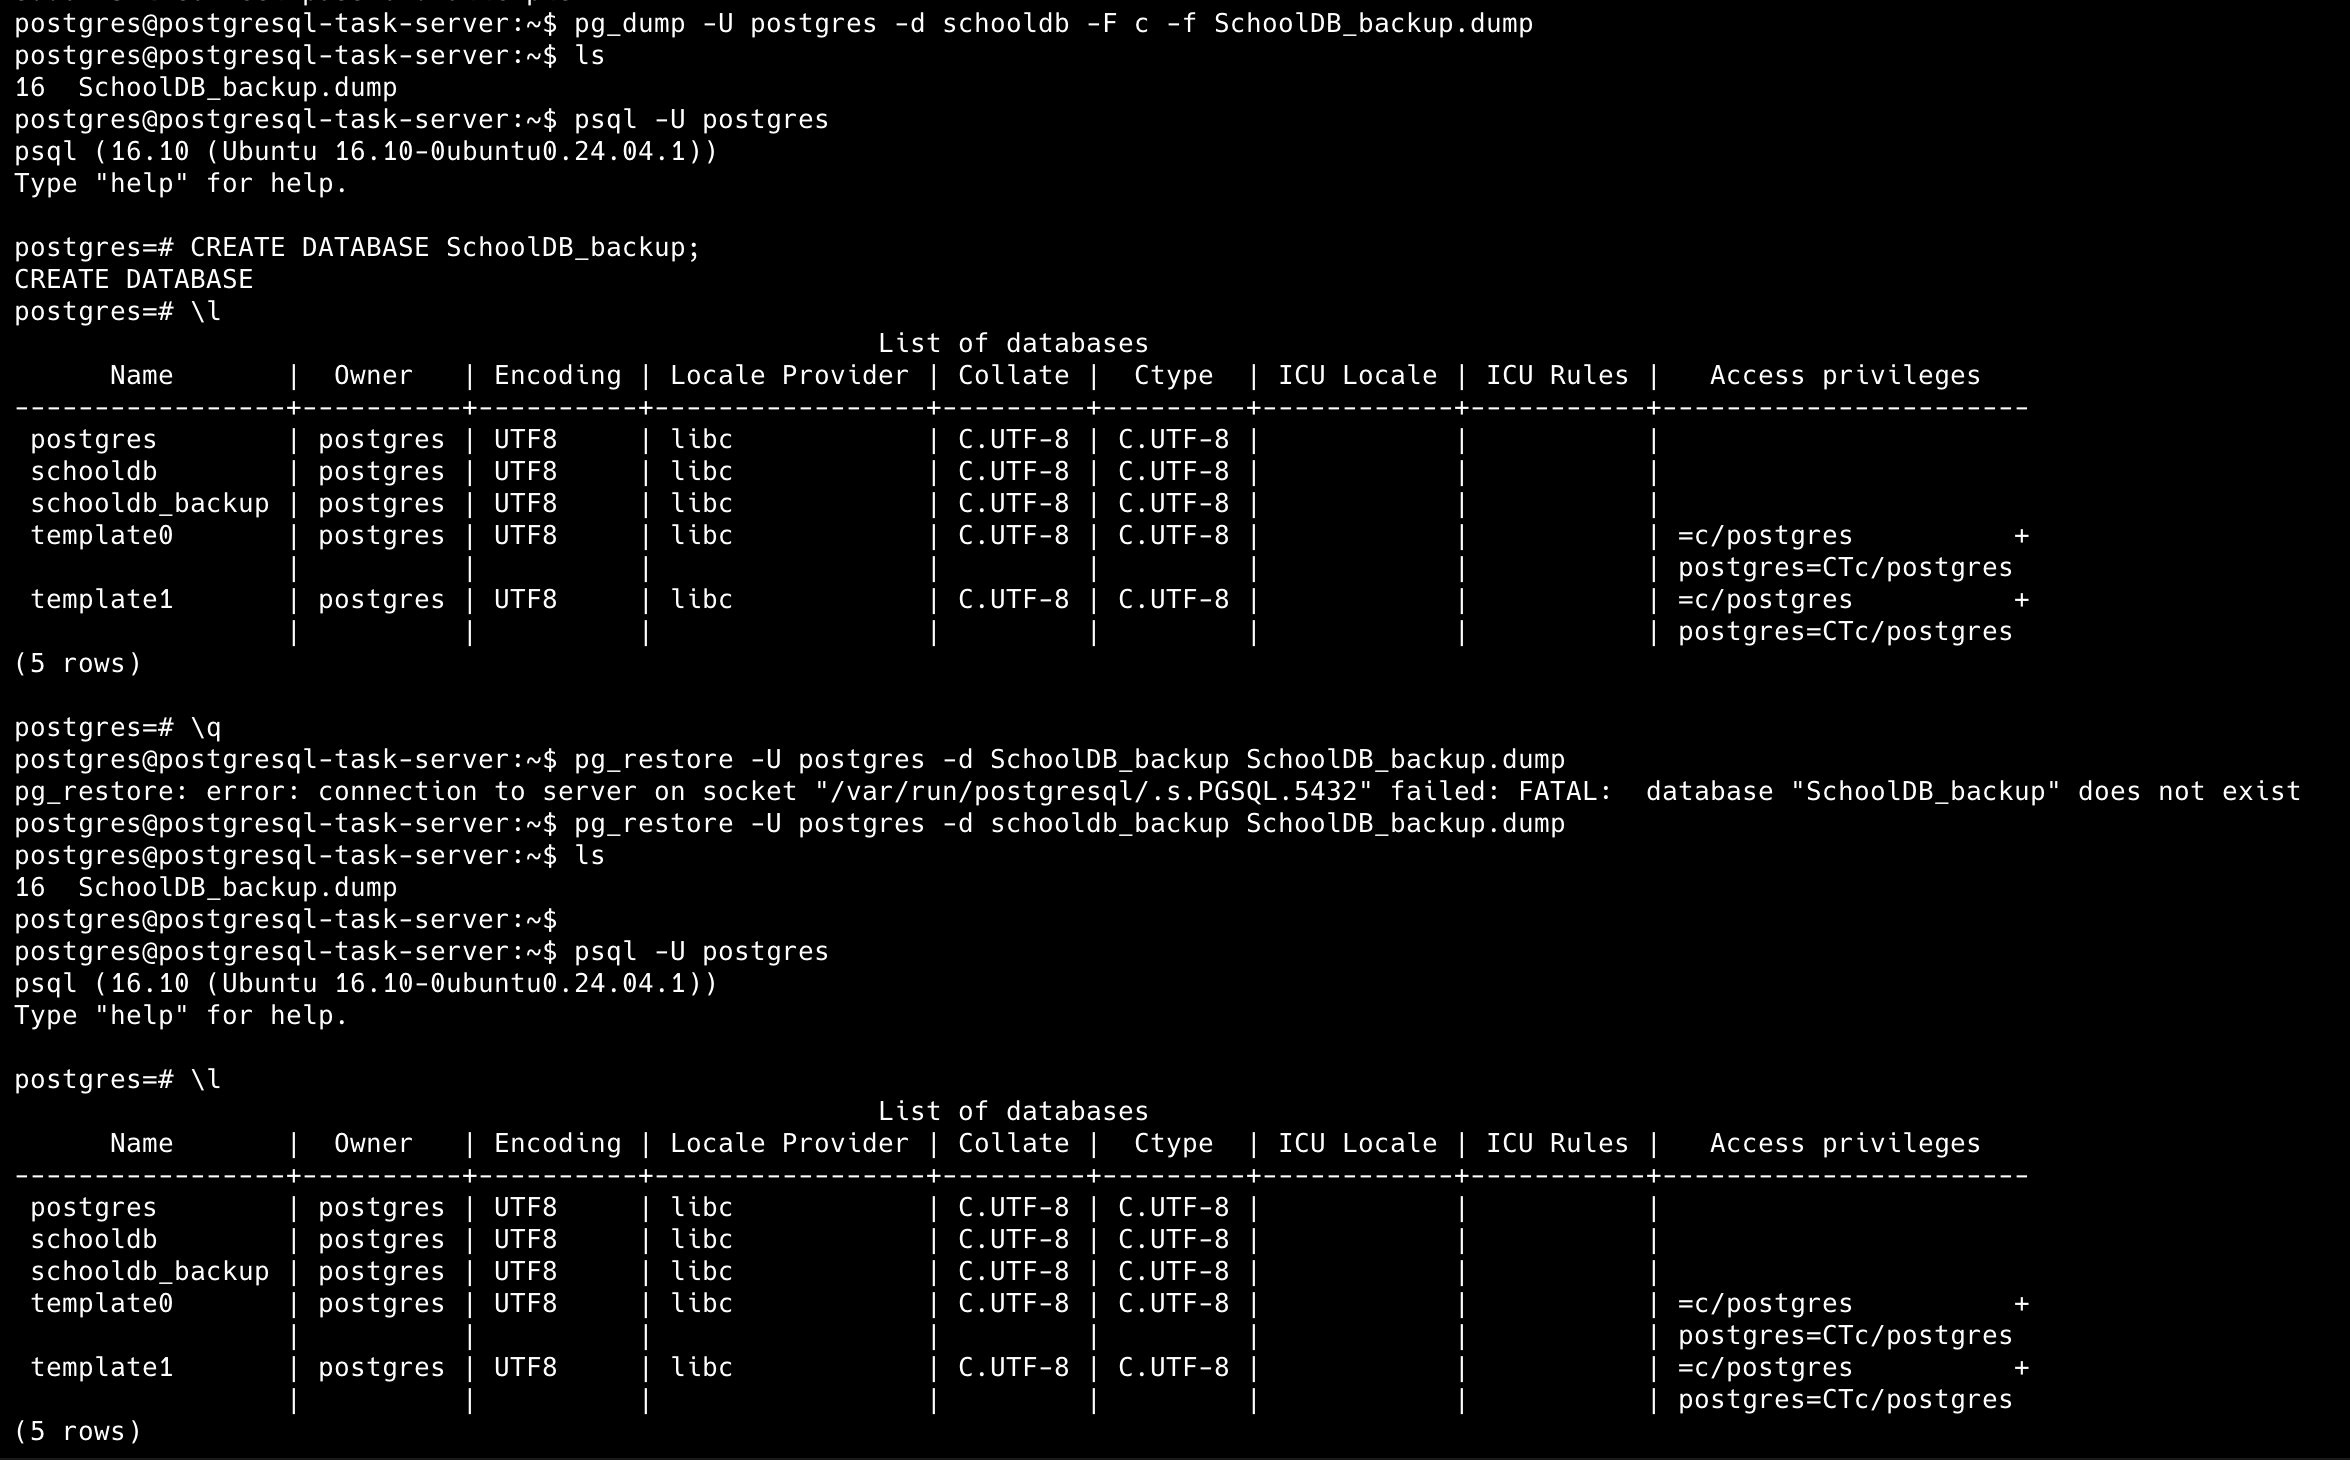 postgres@postgresql-task-server:~$ pg_dump -U postgres -d schooldb -F c -f SchoolDB_backup.dump
postgres@postgresql-task-server:~$ ls
16  SchoolDB_backup.dump
postgres@postgresql-task-server:~$ psql -U postgres
psql (16.10 (Ubuntu 16.10-0ubuntu0.24.04.1))
Type "help" for help.

postgres=# CREATE DATABASE SchoolDB_backup;
CREATE DATABASE
postgres=# \l
                                                      List of databases
      Name       |  Owner   | Encoding | Locale Provider | Collate |  Ctype  | ICU Locale | ICU Rules |   Access privileges
-----------------+----------+----------+-----------------+---------+---------+------------+-----------+-----------------------
 postgres        | postgres | UTF8     | libc            | C.UTF-8 | C.UTF-8 |            |           |
 schooldb        | postgres | UTF8     | libc            | C.UTF-8 | C.UTF-8 |            |           |
 schooldb_backup | postgres | UTF8     | libc            | C.UTF-8 | C.UTF-8 |            |           |
 template0       | postgres | UTF8     | libc            | C.UTF-8 | C.UTF-8 |            |           | =c/postgres          +
                 |          |          |                 |         |         |            |           | postgres=CTc/postgres
 template1       | postgres | UTF8     | libc            | C.UTF-8 | C.UTF-8 |            |           | =c/postgres          +
                 |          |          |                 |         |         |            |           | postgres=CTc/postgres
(5 rows)

postgres=# \q
postgres@postgresql-task-server:~$ pg_restore -U postgres -d SchoolDB_backup SchoolDB_backup.dump
pg_restore: error: connection to server on socket "/var/run/postgresql/.s.PGSQL.5432" failed: FATAL:  database "SchoolDB_backup" does not exist
postgres@postgresql-task-server:~$ pg_restore -U postgres -d schooldb_backup SchoolDB_backup.dump
postgres@postgresql-task-server:~$ ls
16  SchoolDB_backup.dump
postgres@postgresql-task-server:~$
postgres@postgresql-task-server:~$ psql -U postgres
psql (16.10 (Ubuntu 16.10-0ubuntu0.24.04.1))
Type "help" for help.

postgres=# \l
                                                      List of databases
      Name       |  Owner   | Encoding | Locale Provider | Collate |  Ctype  | ICU Locale | ICU Rules |   Access privileges
-----------------+----------+----------+-----------------+---------+---------+------------+-----------+-----------------------
 postgres        | postgres | UTF8     | libc            | C.UTF-8 | C.UTF-8 |            |           |
 schooldb        | postgres | UTF8     | libc            | C.UTF-8 | C.UTF-8 |            |           |
 schooldb_backup | postgres | UTF8     | libc            | C.UTF-8 | C.UTF-8 |            |           |
 template0       | postgres | UTF8     | libc            | C.UTF-8 | C.UTF-8 |            |           | =c/postgres          +
                 |          |          |                 |         |         |            |           | postgres=CTc/postgres
 template1       | postgres | UTF8     | libc            | C.UTF-8 | C.UTF-8 |            |           | =c/postgres          +
                 |          |          |                 |         |         |            |           | postgres=CTc/postgres
(5 rows)